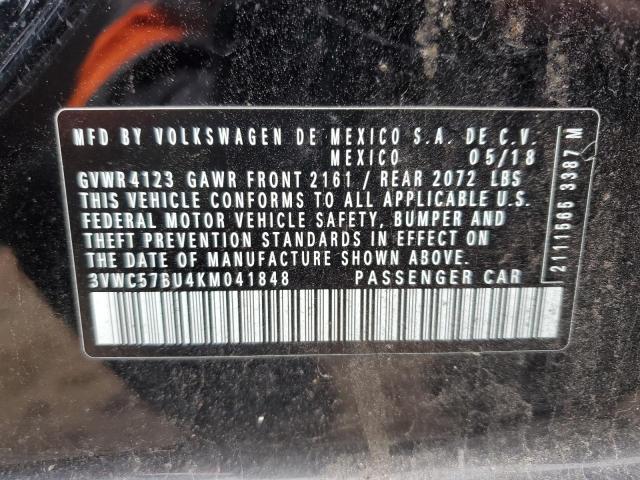 MFD BY VOLKSWAGEN DE MEXICO S.A. DE C.V.
MEXICO 05/18
GVWR 4123 GAWR FRONT 2161 / REAR 2072 LBS
THIS VEHICLE CONFORMS TO ALL APPLICABLE U.S.
FEDERAL MOTOR VEHICLE SAFETY, BUMPER AND
THEFT PREVENTION STANDARDS IN EFFECT ON
THE DATE OF MANUFACTURE SHOWN ABOVE.
3VWC57BU4KM041848 PASSENGER CAR
2111566 3387 M